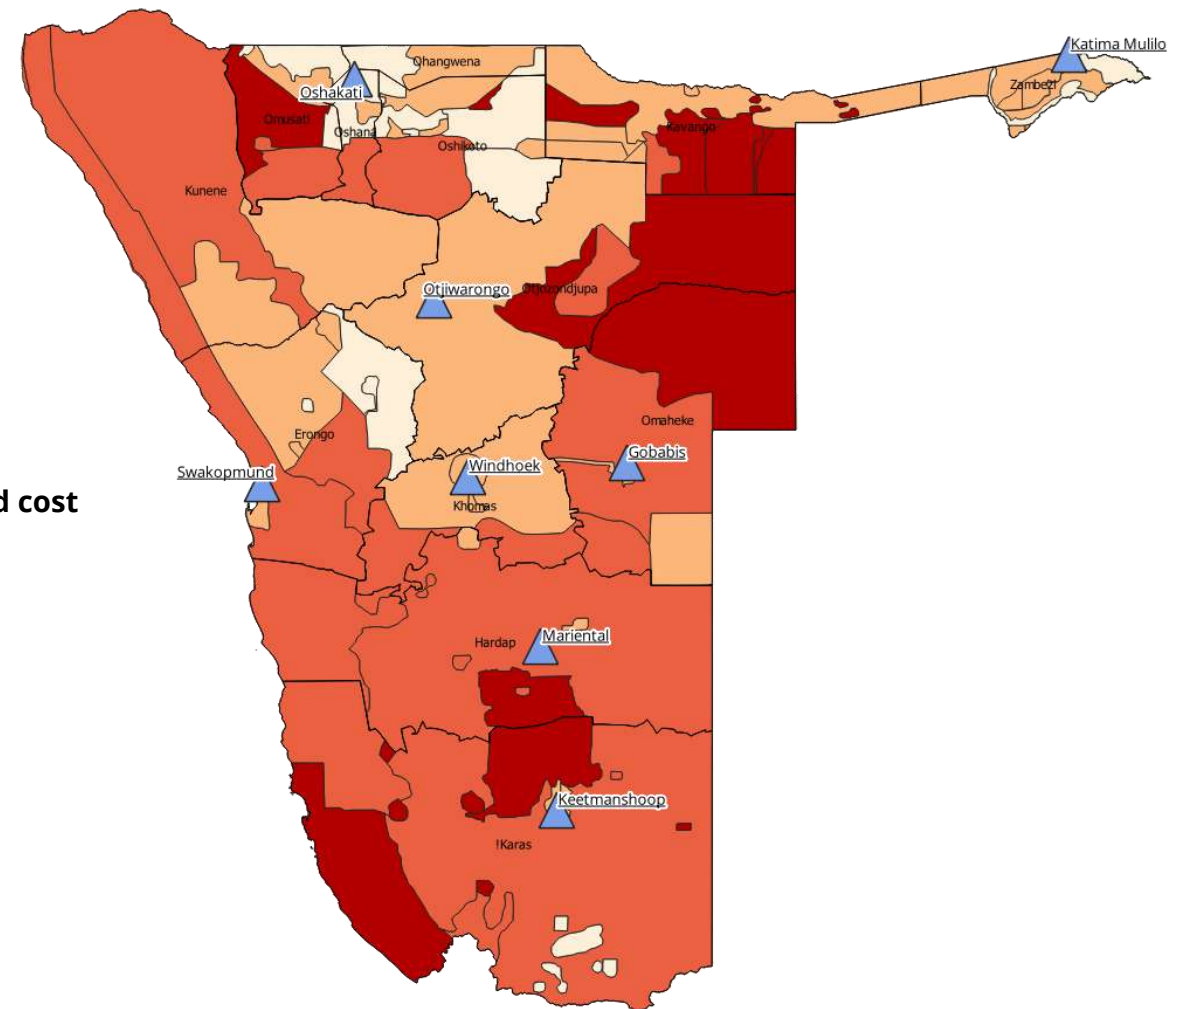 Katima Mulilo
Ohangwena
Zambezi
Oshakati
Omusati
Oshana
Kavango
Oshikoto
Kunene
Otjiwarongo
Otjozondjupa
Omaheke
Erongo
Gobabis
Swakopmund
Windhoek
d cost
Khomas
Hardap
Mariental
Keetmanshoop
!Karas